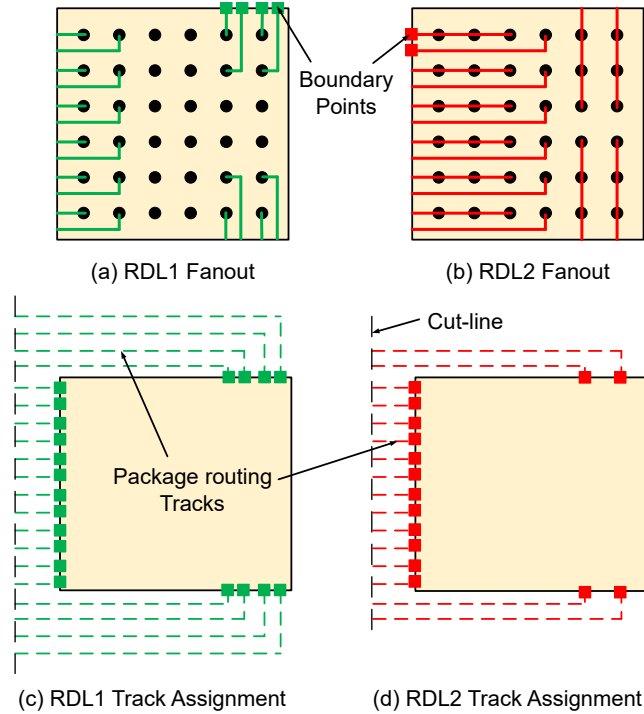 Boundary
Points
(a) RDL1 Fanout
(b) RDL2 Fanout
Cut-line
Package routing
Tracks
(c) RDL1 Track Assignment
(d) RDL2 Track Assignment